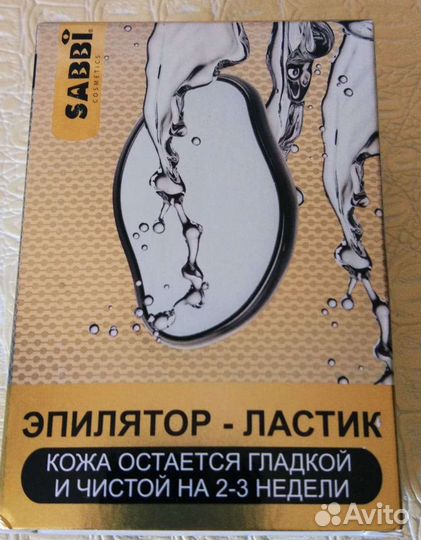 SABBI®
COSMETICS
ЭПИЛЯТОР - ЛАСТИК
КОЖА ОСТАЕТСЯ ГЛАДКОЙ
И ЧИСТОЙ НА 2-3 НЕДЕЛИ
Avito